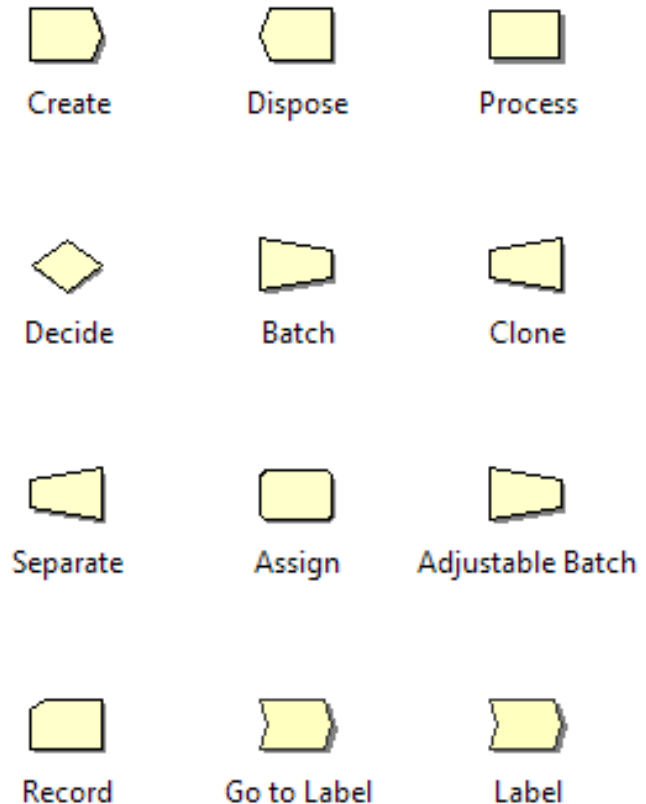 Create
Dispose
Process
Decide
Batch
Clone
Separate
Assign
Adjustable Batch
Record
Go to Label
Label